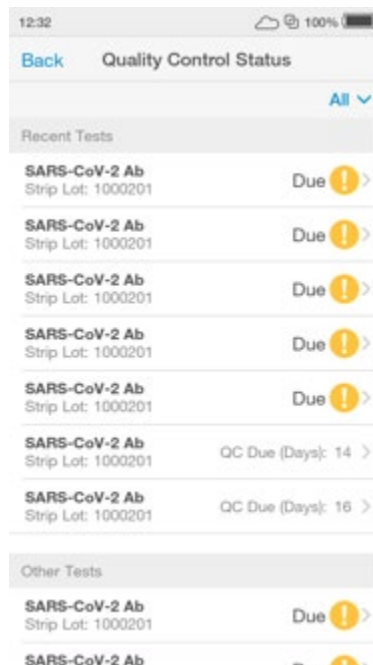 12:32 100%
Back Quality Control Status
All
Recent Tests
SARS-CoV-2 Ab
Strip Lot: 1000201
Due
SARS-CoV-2 Ab
Strip Lot: 1000201
Due
SARS-CoV-2 Ab
Strip Lot: 1000201
Due
SARS-CoV-2 Ab
Strip Lot: 1000201
Due
SARS-CoV-2 Ab
Strip Lot: 1000201
Due
SARS-CoV-2 Ab
Strip Lot: 1000201
QC Due (Days): 14
SARS-CoV-2 Ab
Strip Lot: 1000201
QC Due (Days): 16
Other Tests
SARS-CoV-2 Ab
Strip Lot: 1000201
Due
SARS-CoV-2 Ab